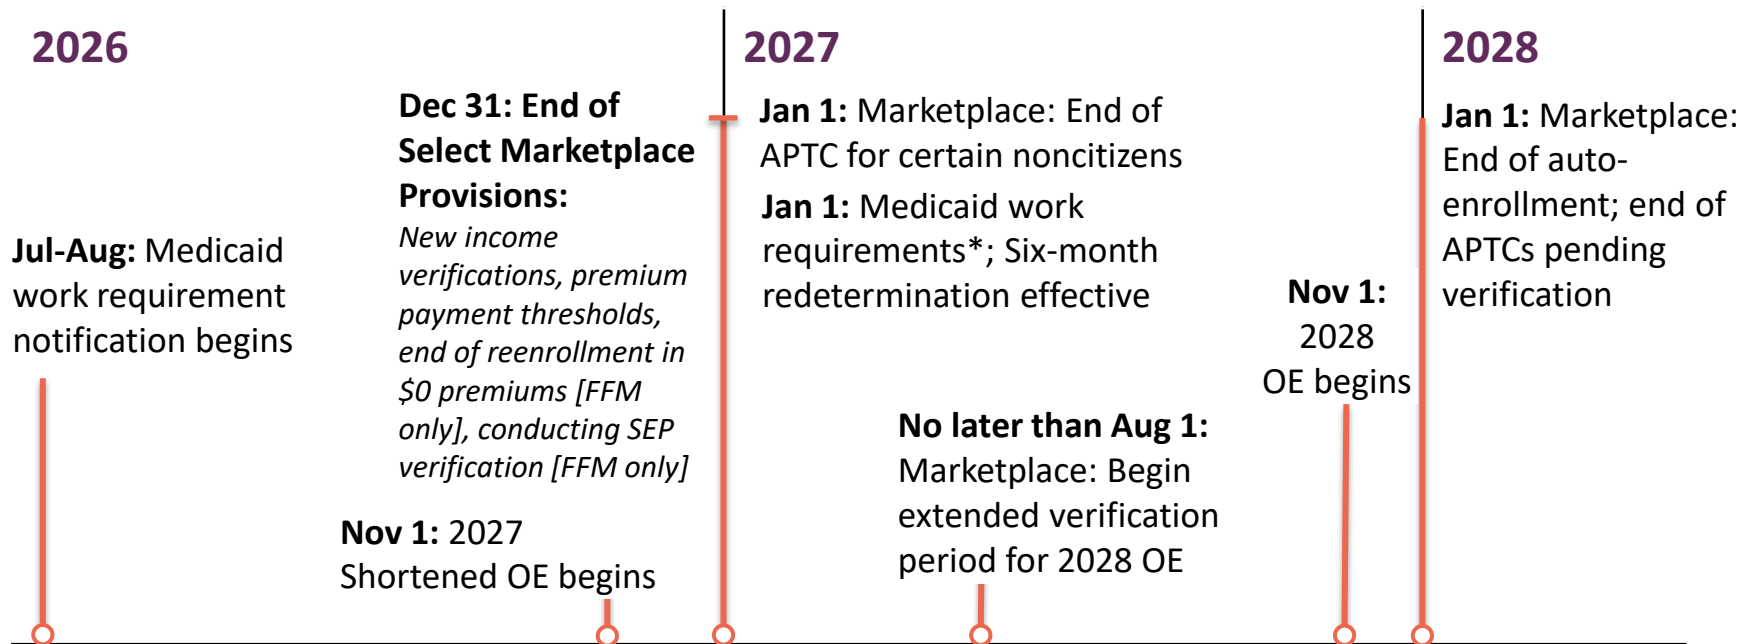 2026
Jul-Aug: Medicaid
work requirement
notification begins
Dec 31: End of
Select Marketplace
Provisions:
New income
verifications, premium
payment thresholds,
end of reenrollment in
$0 premiums [FFM
only], conducting SEP
verification [FFM only]
Nov 1: 2027
Shortened OE begins
2027
Jan 1: Marketplace: End of
APTC for certain noncitizens
Jan 1: Medicaid work
requirements*; Six-month
redetermination effective
No later than Aug 1:
Marketplace: Begin
extended verification
period for 2028 OE
Nov 1:
2028
OE begins
2028
Jan 1: Marketplace:
End of auto-
enrollment; end of
APTCs pending
verification